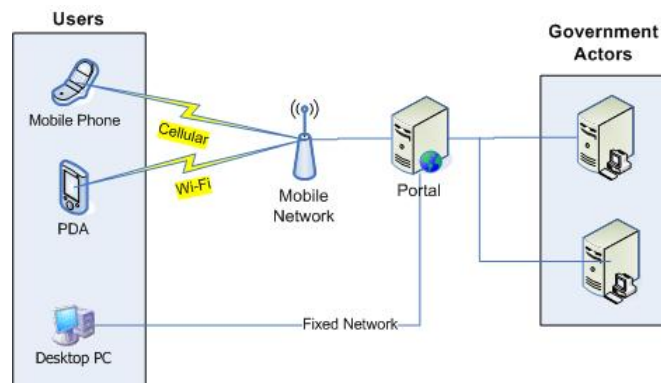 Users
Government
Actors
Mobile Phone
Cellular
Wi-Fi
PDA
Mobile
Network
Portal
Fixed Network
Desktop PC